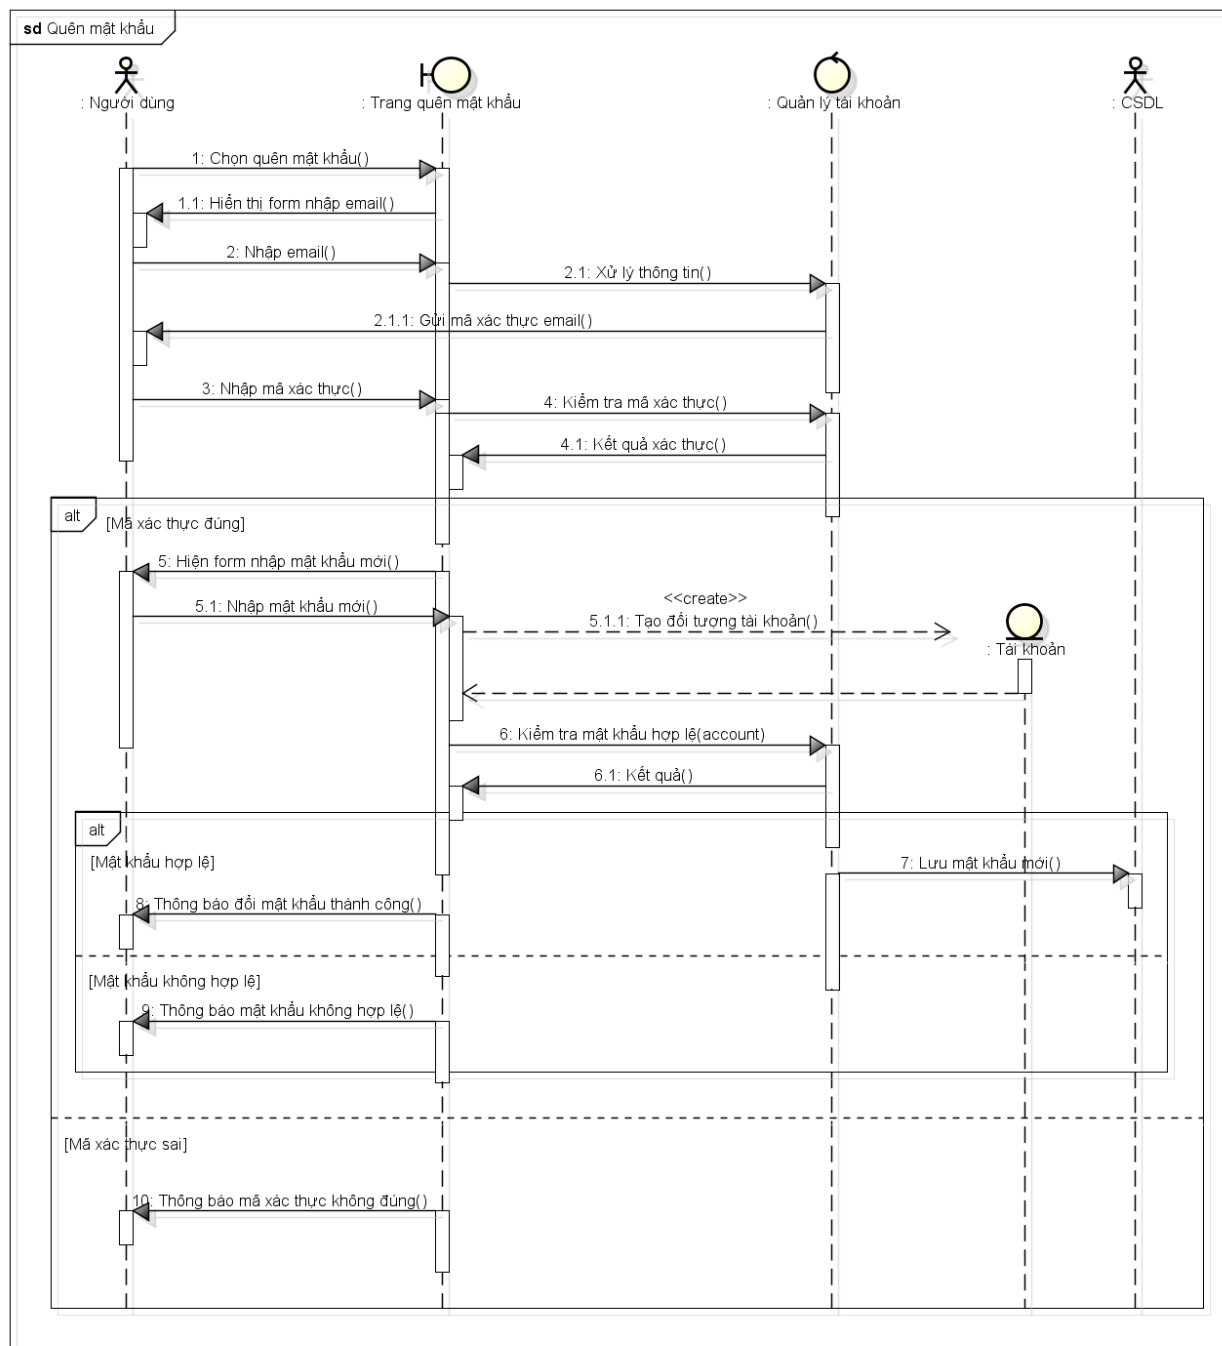 sd Quên mật khẩu
: Người dùng
: Trang quên mật khẩu
: Quản lý tài khoản
: CSDL
1: Chọn quên mật khẩu()
1.1: Hiển thị form nhập email()
2: Nhập email()
2.1: Xử lý thông tin()
2.1.1: Gửi mã xác thực email()
3: Nhập mã xác thực()
4: Kiểm tra mã xác thực()
4.1: Kết quả xác thực()
alt
[Mã xác thực đúng]
5: Hiện form nhập mật khẩu mới()
<<create>>
5.1: Nhập mật khẩu mới()
5.1.1: Tạo đối tượng tài khoản()
: Tài khoản
6: Kiểm tra mật khẩu hợp lệ(account)
6.1: Kết quả()
alt
[Mật khẩu hợp lệ]
7: Lưu mật khẩu mới()
8: Thông báo đổi mật khẩu thành công()
[Mật khẩu không hợp lệ]
9: Thông báo mật khẩu không hợp lệ()
[Mã xác thực sai]
10: Thông báo mã xác thực không đúng()